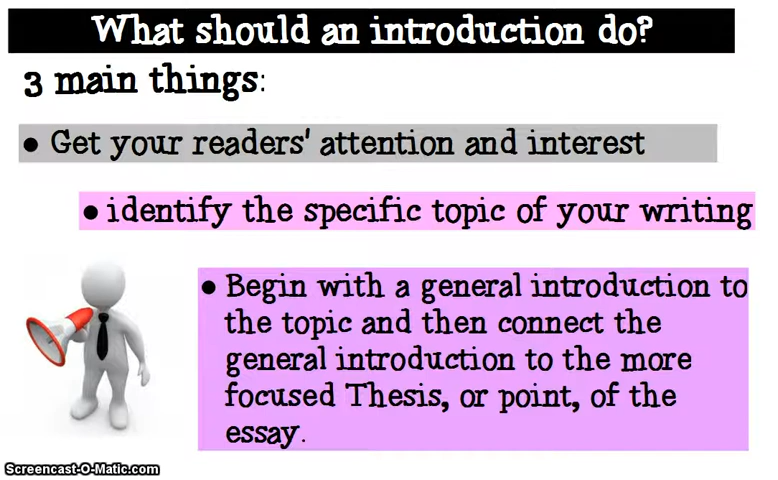 What should an introduction do?
3 main things:
• Get your readers' attention and interest
• identify the specific topic of your writing
• Begin with a general introduction to
the topic and then connect the
general introduction to the more
focused Thesis, or point, of the
essay.
Screencast-O-Matic.com